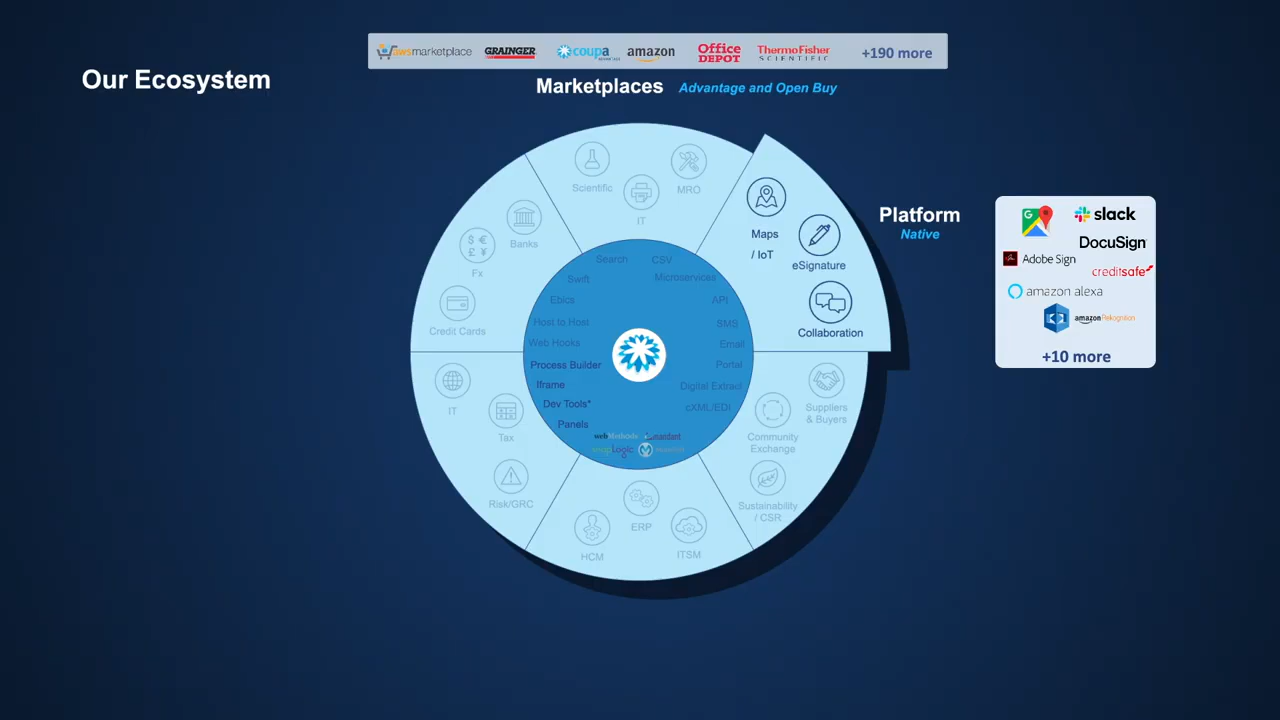 aws marketplace GRAINGER coupa amazon Office DEPOT ThermoFisher SCIENTIFIC +190 more
Our Ecosystem
Marketplaces Advantage and Open Buy
Scientific
IT
MRO
Maps
/ IoT
eSignature
Collaboration
Platform
Native
slack
DocuSign
Adobe Sign
creditsafe
amazon alexa
amazon Rekognition
+10 more
Banks
$ €
£ ¥
Fx
Credit Cards
Search
CSV
Swift
Microservices
Ebics
API
Host to Host
SMS
Web Hooks
Email
Process Builder
Portal
Iframe
Digital Extract
Dev Tools*
cXML/EDI
Panels
webMethods
snapLogic
IT
Tax
Risk/GRC
Suppliers
& Buyers
Community
Exchange
Sustainability
/ CSR
HCM
ERP
ITSM